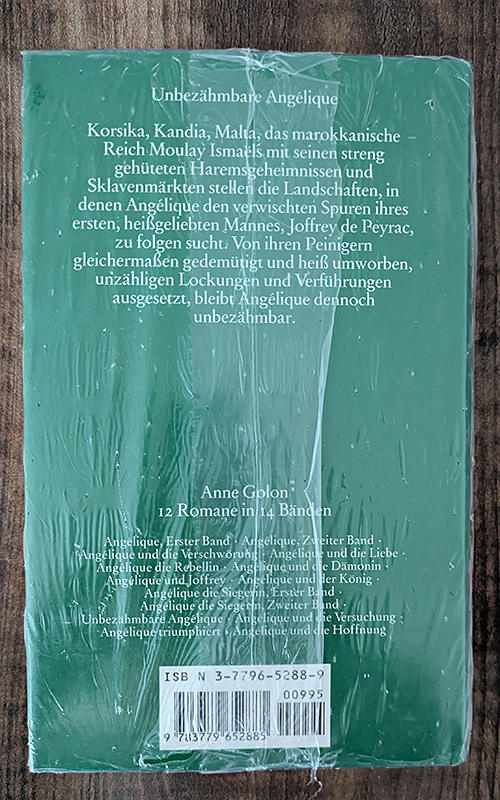 Unbezähmbare Angélique
Korsika, Kandia, Malta, das marokkanische
Reich Moulay Ismaëls mit seinen streng
gehüteten Haremsgeheimnissen und
Sklavenmärkten stellen die Landschaften, in
denen Angélique den verwischten Spuren ihres
ersten, heißgeliebten Mannes, Joffrey de Peyrac,
zu folgen sucht. Von ihren Peinigern
gleichermaßen gedemütigt und heiß umworben,
unzähligen Lockungen und Verführungen
ausgesetzt, bleibt Angélique dennoch
unbezähmbar.
Anne Golon
12 Romane in 14 Bänden
Angélique, Erster Band · Angélique, Zweiter Band ·
Angélique und die Verschwörung · Angélique und die Liebe ·
Angélique die Rebellin · Angélique und die Dämonin ·
Angélique und Joffrey · Angélique und der König ·
Angélique die Siegerin, Erster Band ·
Angélique die Siegerin, Zweiter Band ·
Unbezähmbare Angélique · Angélique und die Versuchung ·
Angélique triumphiert · Angélique und die Hoffnung
ISBN 3-7796-5288-9
00995
9 783779 652885